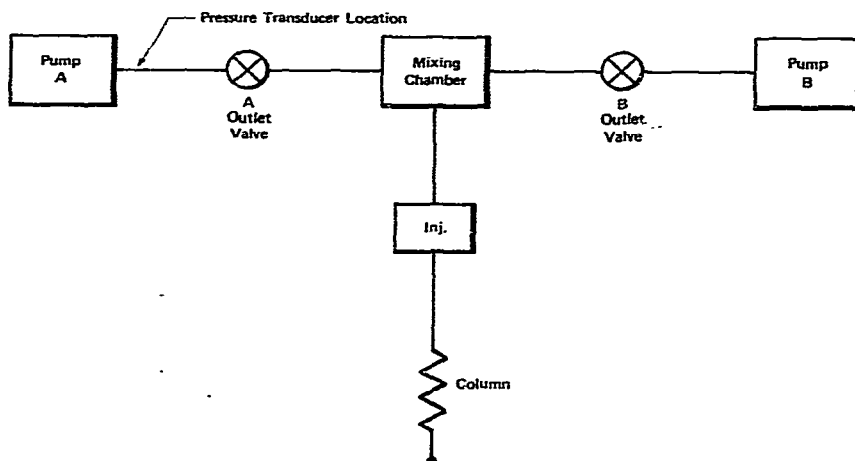 Pressure Transducer Location
Pump
A
Mixing
Chamber
Pump
B
A
Outlet
Valve
B
Outlet
Valve
Inj.
Column